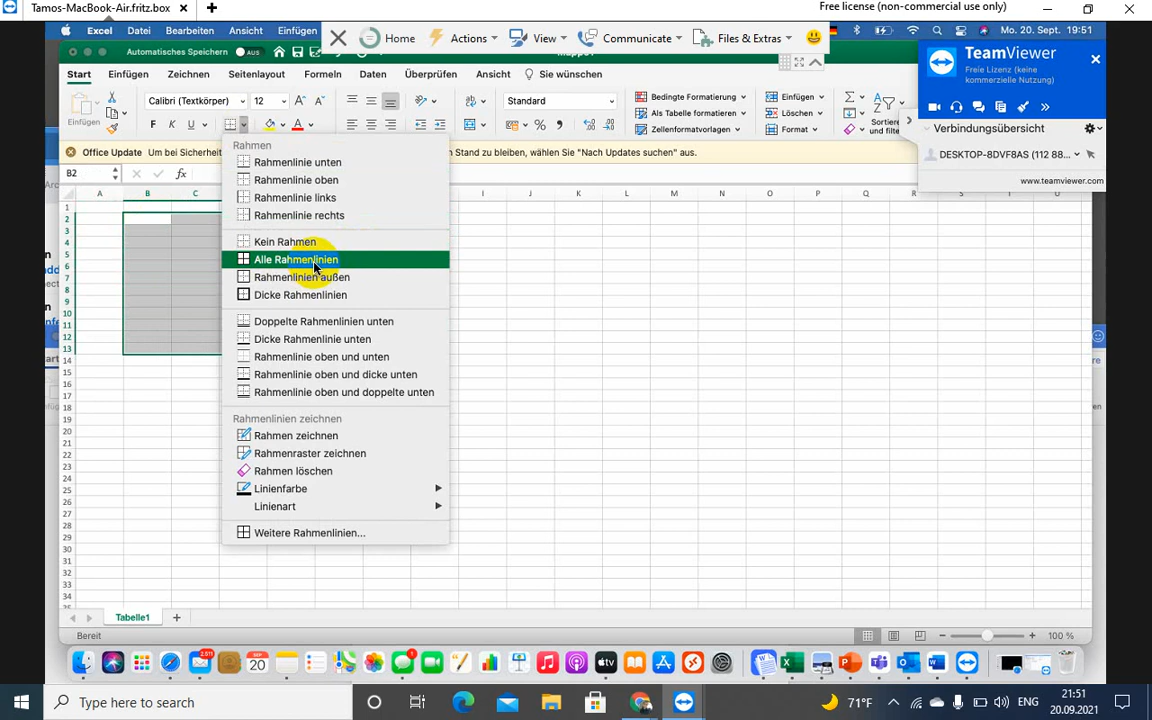 Tamos-MacBook-Air.fritz.box
Free license (non-commercial use only)
Excel Datei Bearbeiten Ansicht Einfügen
Home Actions View Communicate Files & Extras
Mo. 20. Sept. 19:51
Automatisches Speichern AUS
TeamViewer
Freie Lizenz (keine
kommerzielle Nutzung)
Start Einfügen Zeichnen Seitenlayout Formeln Daten Überprüfen Ansicht Sie wünschen
Einfügen
Calibri (Textkörper) 12
F K U
Standard
Bedingte Formatierung
Als Tabelle formatieren
Zellenformatvorlagen
Einfügen
Löschen
Format
Sortiere
und filte
Verbindungsübersicht
DESKTOP-8DVF8AS (112 88...
www.teamviewer.com
Office Update Um bei Sicherheit
Stand zu bleiben, wählen Sie "Nach Updates suchen" aus.
B2
fx
A B C I J K L M N O P Q R
1
2
3
4
5
6
7
8
9
10
11
12
13
14
15
16
17
18
19
20
21
22
23
24
25
26
27
28
29
30
31
32
33
34
Rahmen
Rahmenlinie unten
Rahmenlinie oben
Rahmenlinie links
Rahmenlinie rechts
Kein Rahmen
Alle Rahmenlinien
Rahmenlinien außen
Dicke Rahmenlinien
Doppelte Rahmenlinien unten
Dicke Rahmenlinie unten
Rahmenlinie oben und unten
Rahmenlinie oben und dicke unten
Rahmenlinie oben und doppelte unten
Rahmenlinien zeichnen
Rahmen zeichnen
Rahmenraster zeichnen
Rahmen löschen
Linienfarbe
Linienart
Weitere Rahmenlinien...
Tabelle1
Bereit
100 %
SEP
20
Type here to search
71°F
ENG
21:51
20.09.2021